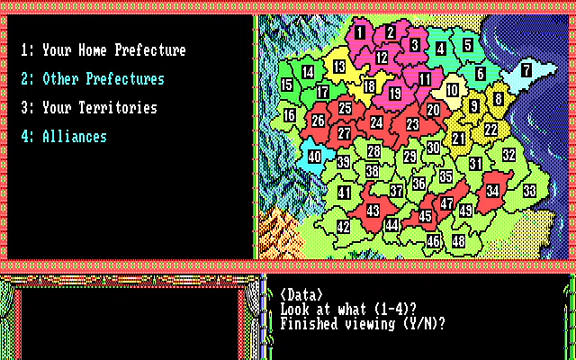 1: Your Home Prefecture
2: Other Prefectures
3: Your Territories
4: Alliances
1 2 3 4 5
12
6 7
13 14 15 17 18 19 11 10
16 26 25 24 23 20 9 8
27 21 22
40 39 28 29 30 31 32
38
41 37 36 35 34 33
43 45 47 49
42 44 46 48
(Data)
Look at what (1-4)?
Finished viewing (Y/N)?